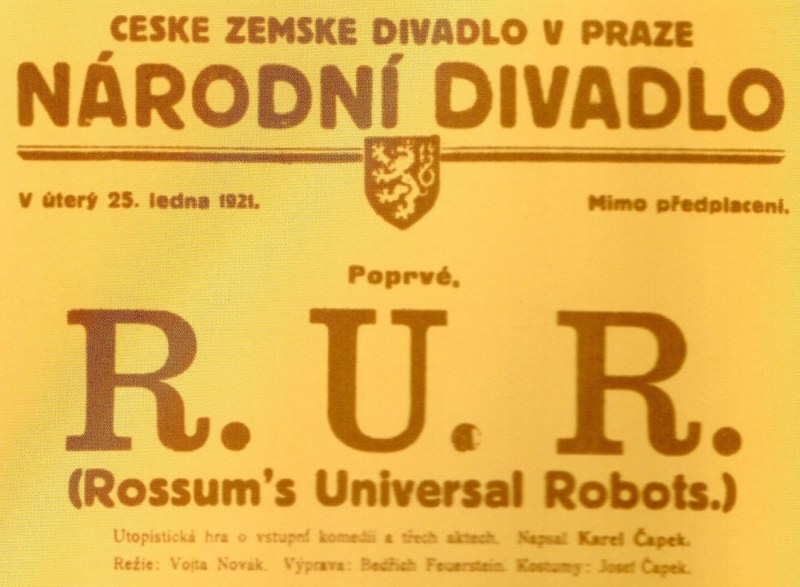 CESKE ZEMSKE DIVADLO V PRAZE
NÁRODNÍ DIVADLO
V úterý 25. ledna 1921. Mimo předplacení.
Poprvé.
R. U. R.
(Rossum's Universal Robots.)
Utopistická hra o vstupní komedii a třech aktech. Napsal Karel Čapek.
Režie: Vojta Novák. Výprava: Bedřich Feuerstein. Kostumy: Josef Čapek.